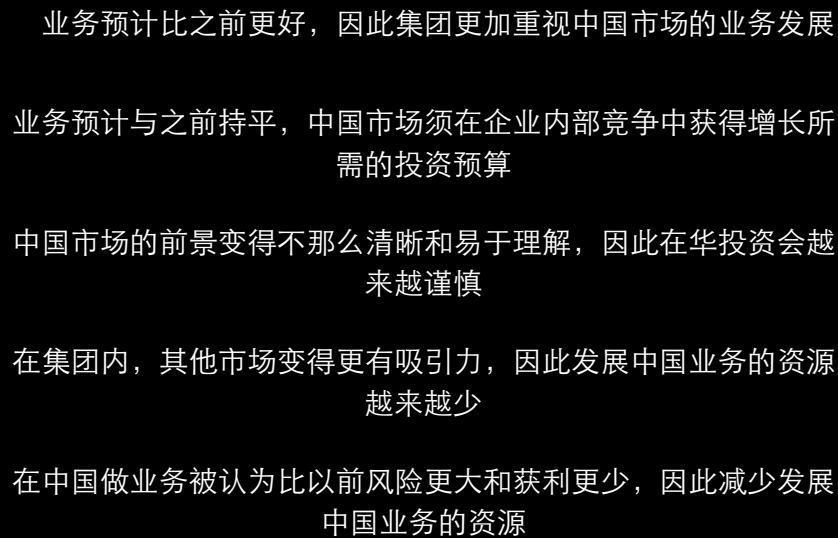 业务预计比之前更好，因此集团更加重视中国市场的业务发展
业务预计与之前持平，中国市场须在企业内部竞争中获得增长所
需的投资预算
中国市场的前景变得不那么清晰和易于理解，因此在华投资会越
来越谨慎
在集团内，其他市场变得更有吸引力，因此发展中国业务的资源
越来越少
在中国做业务被认为比以前风险更大和获利更少，因此减少发展
中国业务的资源